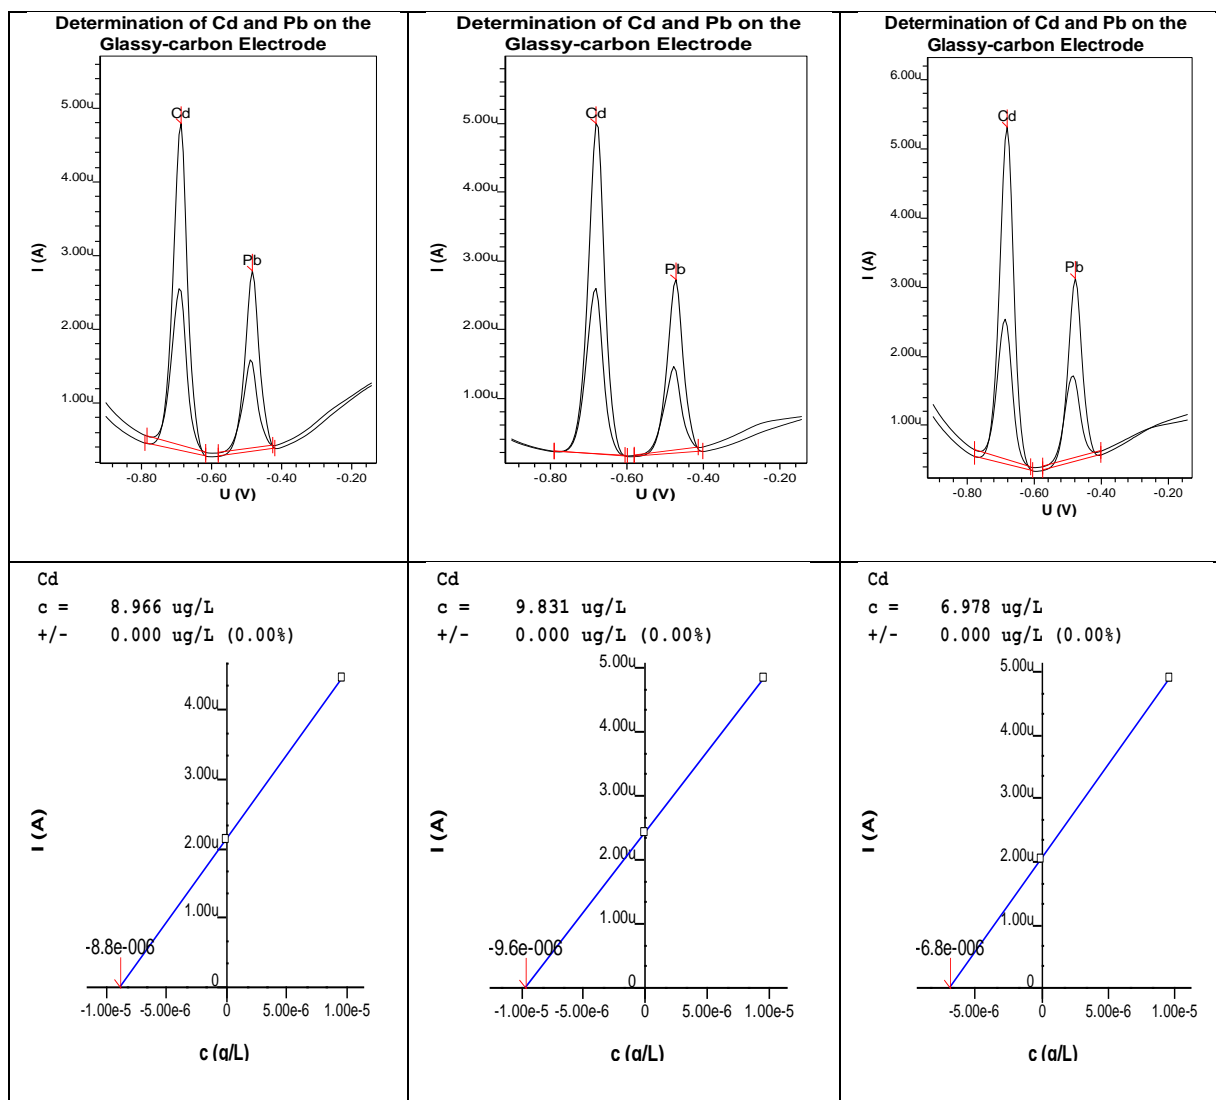 Determination of Cd and Pb on the
Glassy-carbon Electrode
5.00u
4.00u
3.00u
2.00u
1.00u
I (A)
Cd
Pb
-0.80
-0.60
-0.40
-0.20
U (V)
Determination of Cd and Pb on the
Glassy-carbon Electrode
5.00u
4.00u
3.00u
2.00u
1.00u
I (A)
Cd
Pb
-0.80
-0.60
-0.40
-0.20
U (V)
Determination of Cd and Pb on the
Glassy-carbon Electrode
6.00u
5.00u
4.00u
3.00u
2.00u
1.00u
I (A)
Cd
Pb
-0.80
-0.60
-0.40
-0.20
U (V)
Cd
c = 8.966 ug/L
+/- 0.000 ug/L (0.00%)
4.00u
3.00u
2.00u
1.00u
0
I (A)
-8.8e-006
-1.00e-5
-5.00e-6
0
5.00e-6
1.00e-5
c (g/L)
Cd
c = 9.831 ug/L
+/- 0.000 ug/L (0.00%)
5.00u
4.00u
3.00u
2.00u
1.00u
0
I (A)
-9.6e-006
-1.00e-5
-5.00e-6
0
5.00e-6
1.00e-5
c (g/L)
Cd
c = 6.978 ug/L
+/- 0.000 ug/L (0.00%)
5.00u
4.00u
3.00u
2.00u
1.00u
0
I (A)
-6.8e-006
-5.00e-6
0
5.00e-6
1.00e-5
c (g/L)